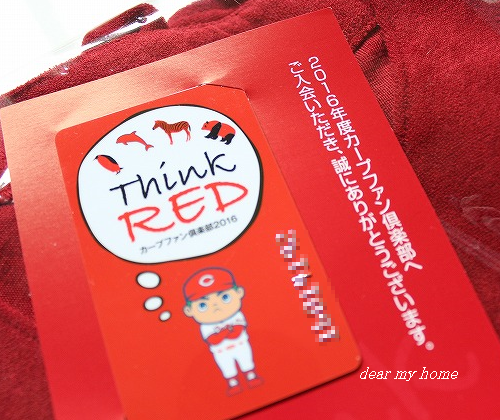 Think
RED
カープファン倶楽部2016
2016年度カープファン倶楽部へ
ご入会いただき、誠にありがとうございます。
dear my home